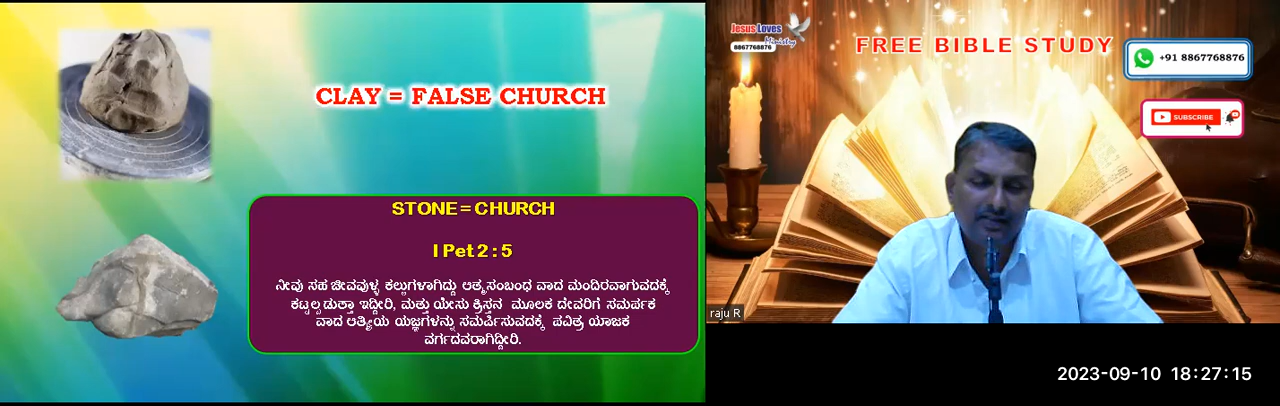 CLAY = FALSE CHURCH
STONE = CHURCH
I Pet 2 : 5
ನೀವು ಸಹ ಜೀವವುಳ್ಳ ಕಲ್ಲುಗಳಾಗಿದ್ದು ಆತ್ಮಸಂಬಂಧ ವಾದ ಮಂದಿರವಾಗುವದಕ್ಕೆ
ಕಟ್ಟಲ್ಪಡುತ್ತಾ ಇದ್ದೀರಿ, ಮತ್ತು ಯೇಸು ಕ್ರಿಸ್ತನ ಮೂಲಕ ದೇವರಿಗೆ ಸಮರ್ಪಕ
ವಾದ ಆತ್ಮಿಯ ಯಜ್ಞಗಳನ್ನು ಸಮರ್ಪಿಸುವದಕ್ಕೆ ಪವಿತ್ರ ಯಾಜಕ
ವರ್ಗದವರಾಗಿದ್ದೀರಿ.
Jesus Loves
Ministry
8867768876
FREE BIBLE STUDY
+91 8867768876
SUBSCRIBE
raju R
2023-09-10 18:27:15